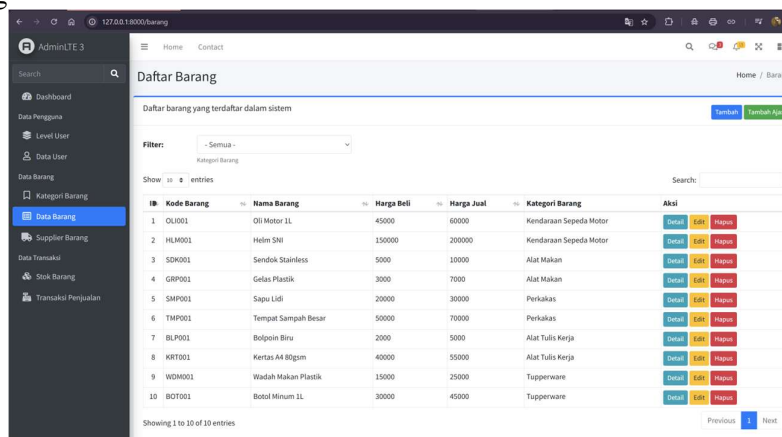 127.0.0.1:8000/barang
AdminLTE 3
Home Contact
Search
Daftar Barang
Home /
Dashboard
Data Pengguna
Daftar barang yang terdaftar dalam sistem
Tambah Tambah
Level User
Data User
Filter: - Semua -
Kategori Barang
Data Barang
Show 10 entries
Search:
Kategori Barang
Data Barang
Supplier Barang
Data Transaksi
Stok Barang
Transaksi Penjualan
ID Kode Barang Nama Barang Harga Beli Harga Jual Kategori Barang Aksi
1 OLI001 Oli Motor 1L 45000 60000 Kendaraan Sepeda Motor Detail Edit Hapus
2 HLM001 Helm SNI 150000 200000 Kendaraan Sepeda Motor Detail Edit Hapus
3 SDK001 Sendok Stainless 5000 10000 Alat Makan Detail Edit Hapus
4 GRP001 Gelas Plastik 3000 7000 Alat Makan Detail Edit Hapus
5 SMP001 Sapu Lidi 20000 30000 Perkakas Detail Edit Hapus
6 TMP001 Tempat Sampah Besar 50000 70000 Perkakas Detail Edit Hapus
7 BLP001 Bolpoin Biru 2000 5000 Alat Tulis Kerja Detail Edit Hapus
8 KRT001 Kertas A4 80gsm 40000 55000 Alat Tulis Kerja Detail Edit Hapus
9 WDM001 Wadah Makan Plastik 15000 25000 Tupperware Detail Edit Hapus
10 BOT001 Botol Minum 1L 30000 45000 Tupperware Detail Edit Hapus
Showing 1 to 10 of 10 entries
Previous 1 Next